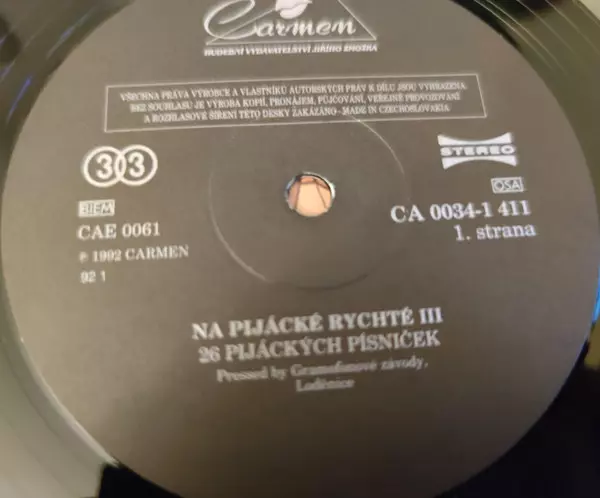 Carmen
HUDEBNÍ VYDAVATELSTVÍ JIŘÍHO
VŠECHNA PRÁVA VÝROBCE A VLASTNÍKŮ AUTORSKÝCH PRÁV K DÍLU JSOU VYHRAZENA
BEZ SOUHLASU JE VÝROBA KOPIÍ, PRONÁJEM, PŮJČOVÁNÍ, VEŘEJNÉ PROVOZOVÁNÍ
A ROZHLASOVÉ ŠÍŘENÍ TÉTO DESKY ZAKÁZÁNO - MADE IN CZECHOSLOVAKIA
33
STEREO
BIEM
OSA
CAE 0061
CA 0034-1 411
℗ 1992 CARMEN
1. strana
92 1
NA PIJÁCKÉ RYCHTĚ III
26 PIJÁCKÝCH PÍSNIČEK
Pressed by Gramofonové závody,
Loděnice